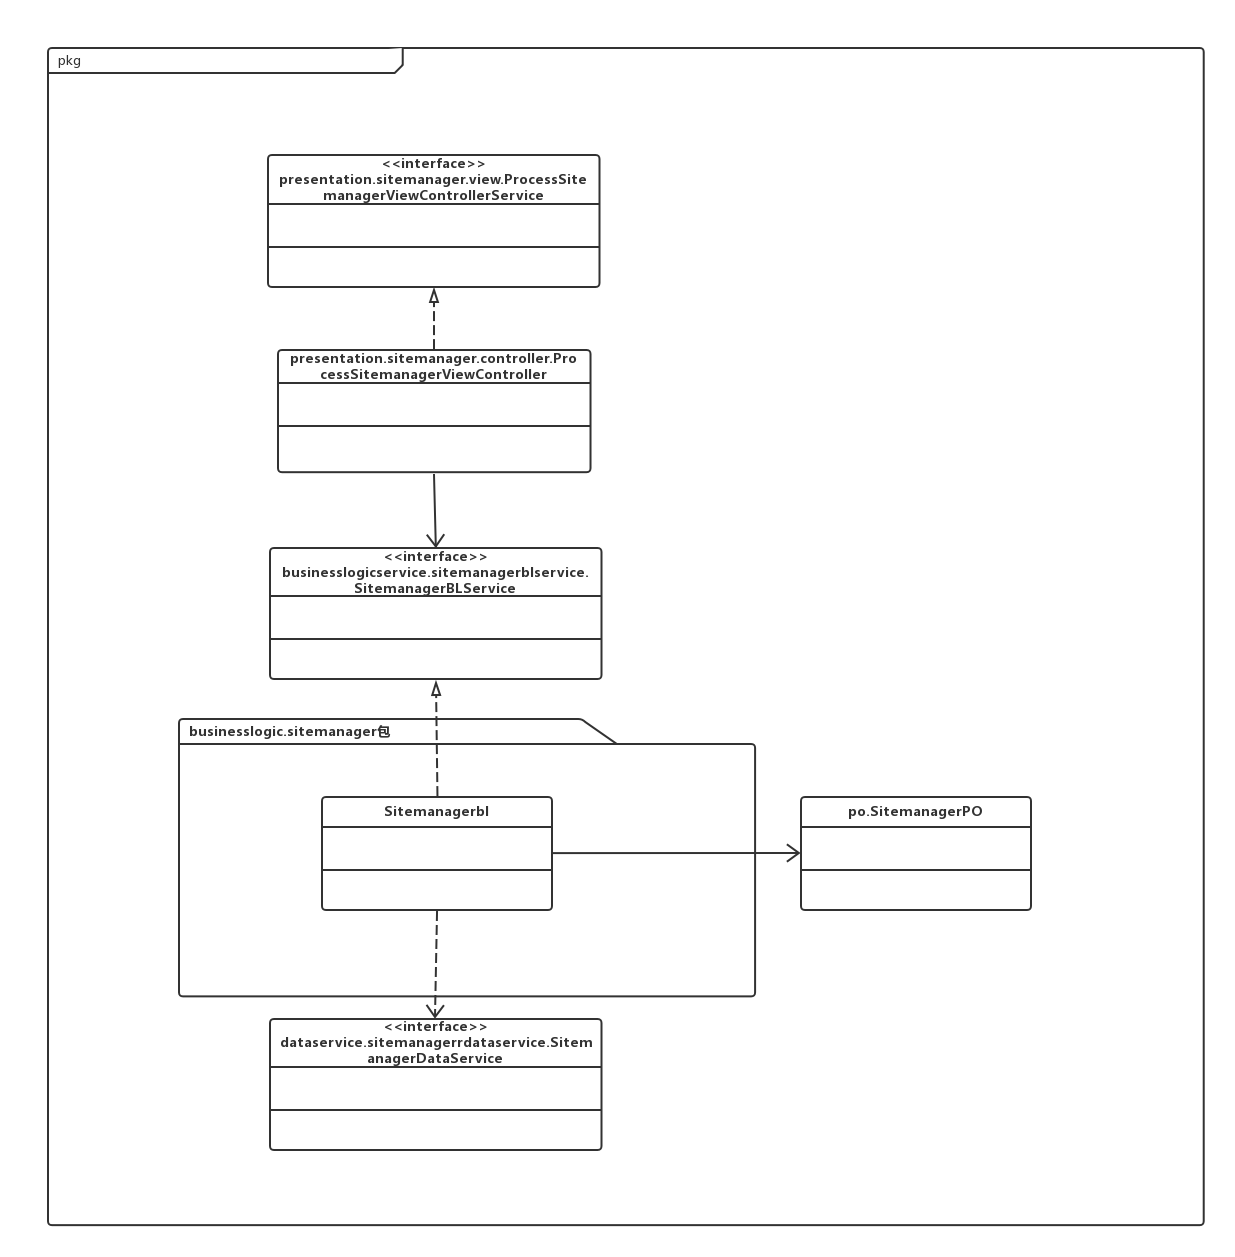 pkg
<<interface>>
presentation.sitemanager.view.ProcessSite
managerViewControllerService
presentation.sitemanager.controller.Pro
cessSitemanagerViewController
<<interface>>
businesslogicservice.sitemanagerblservice.
SitemanagerBLService
businesslogic.sitemanager包
Sitemanagerbl
po.SitemanagerPO
<<interface>>
dataservice.sitemanagerrdataservice.Sitem
anagerDataService